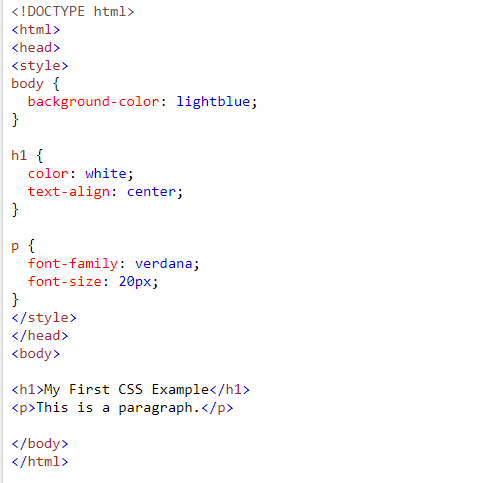 <!DOCTYPE html>
<html>
<head>
<style>
body {
  background-color: lightblue;
}

h1 {
  color: white;
  text-align: center;
}

p {
  font-family: verdana;
  font-size: 20px;
}
</style>
</head>
<body>

<h1>My First CSS Example</h1>
<p>This is a paragraph.</p>

</body>
</html>